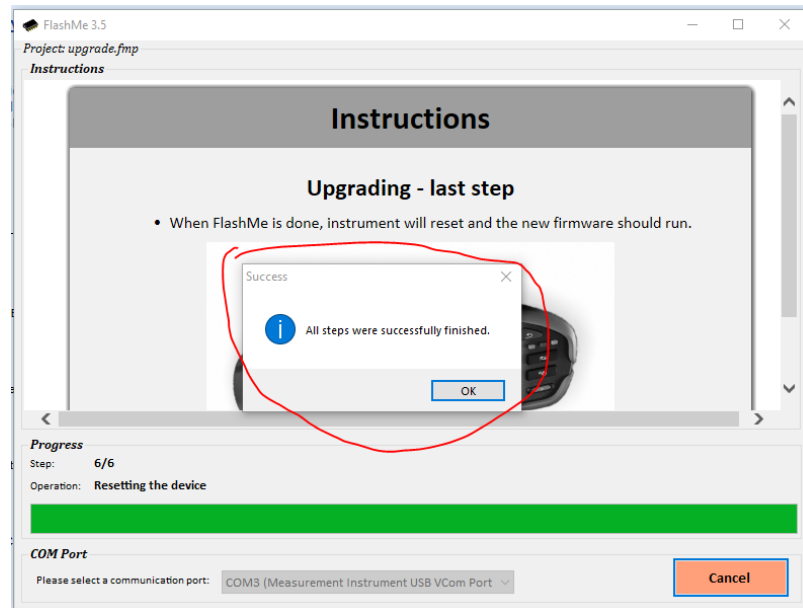 FlashMe 3.5
Project: upgrade.fmp
Instructions
Instructions
Upgrading - last step
• When FlashMe is done, instrument will reset and the new firmware should run.
Success
All steps were successfully finished.
OK
Progress
Step: 6/6
Operation: Resetting the device
COM Port
Please select a communication port: COM3 (Measurement Instrument USB VCom Port
Cancel